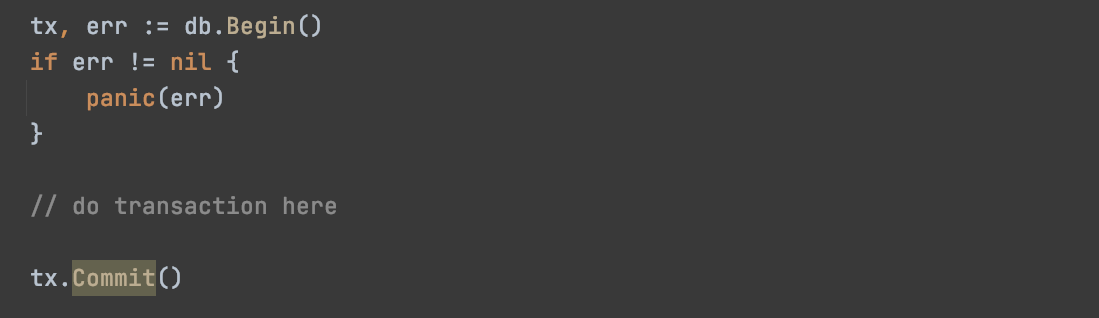 tx, err := db.Begin()
if err != nil {
    panic(err)
}
// do transaction here
tx.Commit()